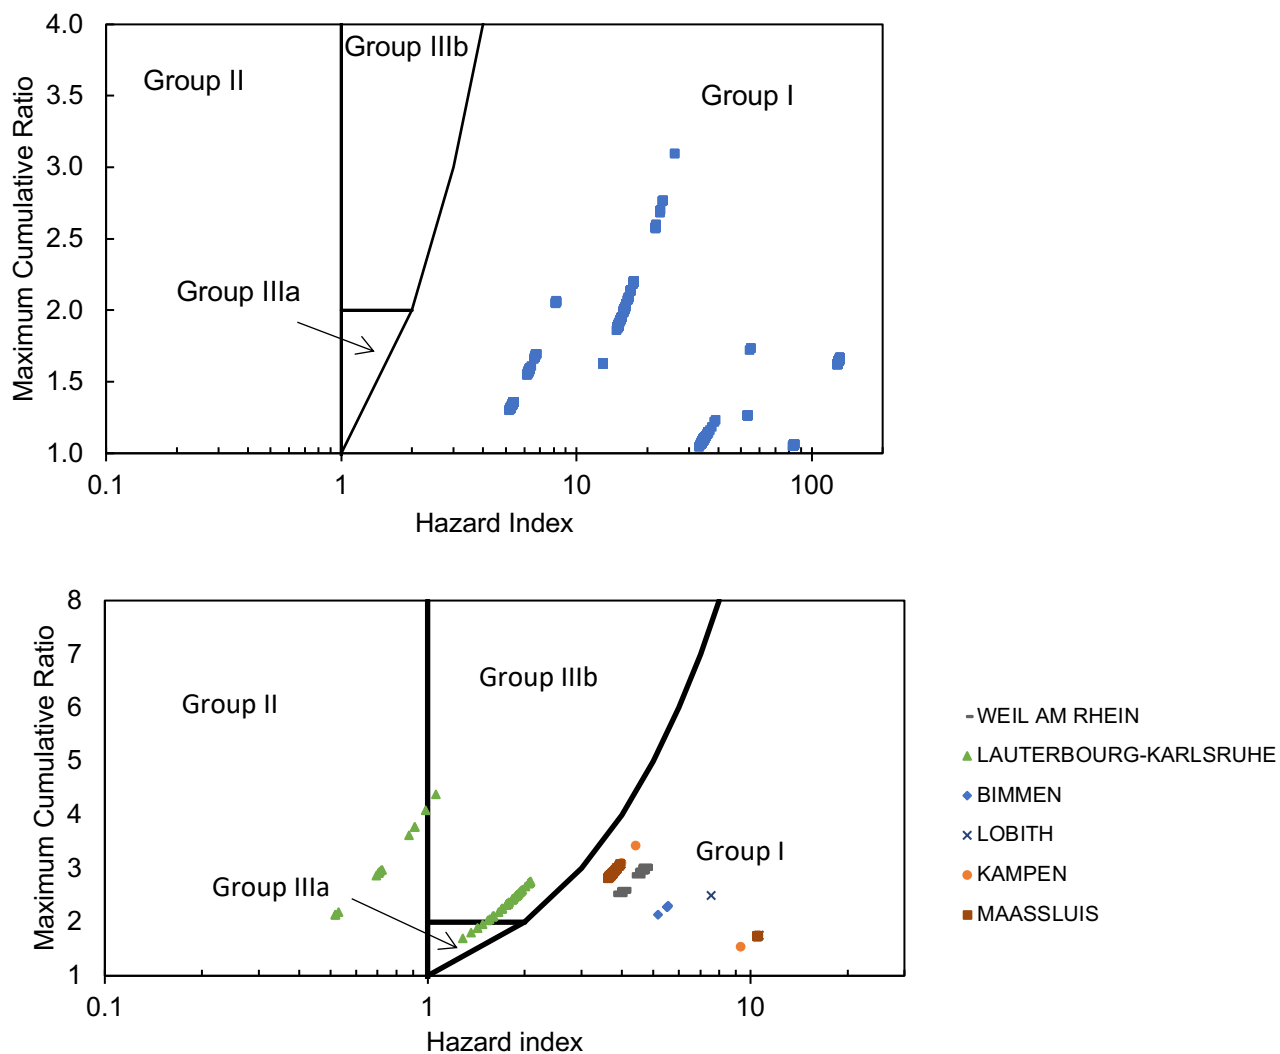 4.0
3.5
3.0
2.5
2.0
1.5
1.0
Maximum Cumulative Ratio
Group II
Group IIIb
Group I
Group IIIa
0.1
1
10
100
Hazard Index
8
7
6
5
4
3
2
1
Maximum Cumulative Ratio
Group II
Group IIIb
Group IIIa
Group I
0.1
1
10
Hazard index
WEIL AM RHEIN
LAUTERBOURG-KARLSRUHE
BIMMEN
LOBITH
KAMPEN
MAASSLUIS